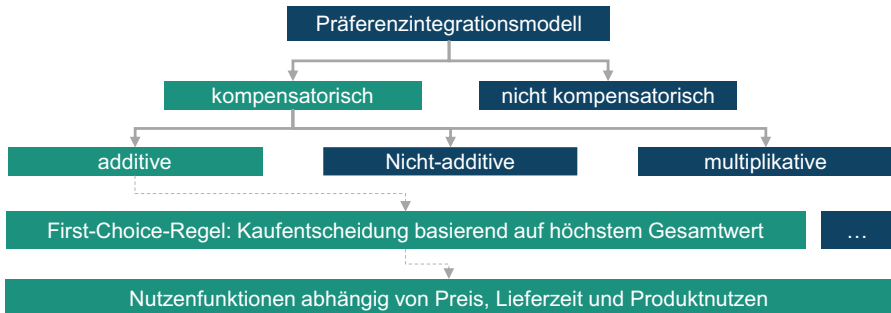 Präferenzintegrationsmodell
kompensatorisch
nicht kompensatorisch
additive
Nicht-additive
multiplikative
First-Choice-Regel: Kaufentscheidung basierend auf höchstem Gesamtwert
...
Nutzenfunktionen abhängig von Preis, Lieferzeit und Produktnutzen